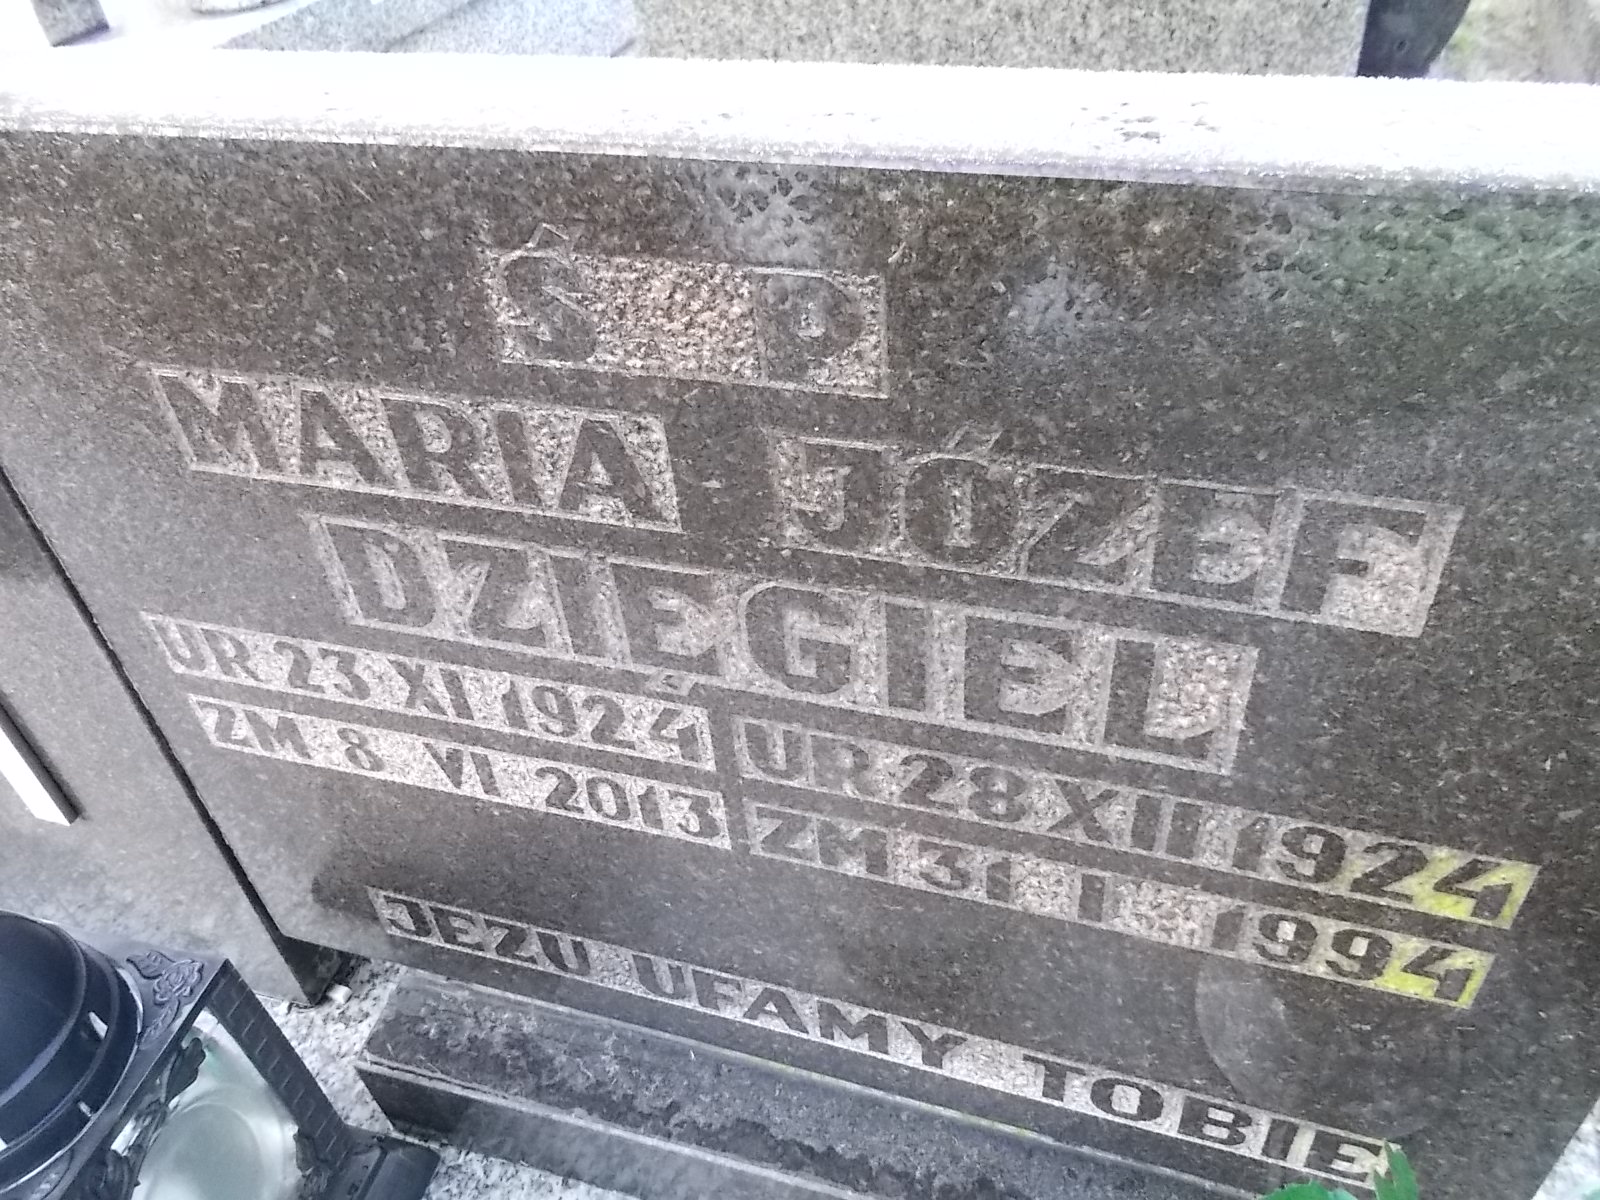 Ś P
MARIA JÓZEF
DZIĘGIEL
UR 23 XI 1924
ZM 8 VI 2013
UR 28 XII 1924
ZM 31 I 1994
JEZU UFAMY TOBIE